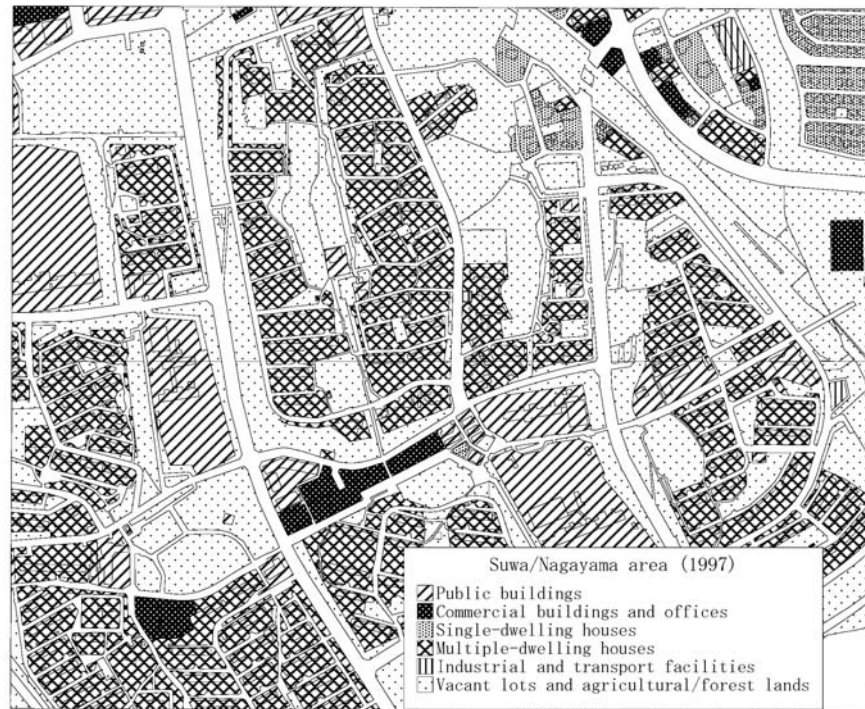 Suwa/Nagayama area (1997)
Public buildings
Commercial buildings and offices
Single-dwelling houses
Multiple-dwelling houses
Industrial and transport facilities
Vacant lots and agricultural/forest lands